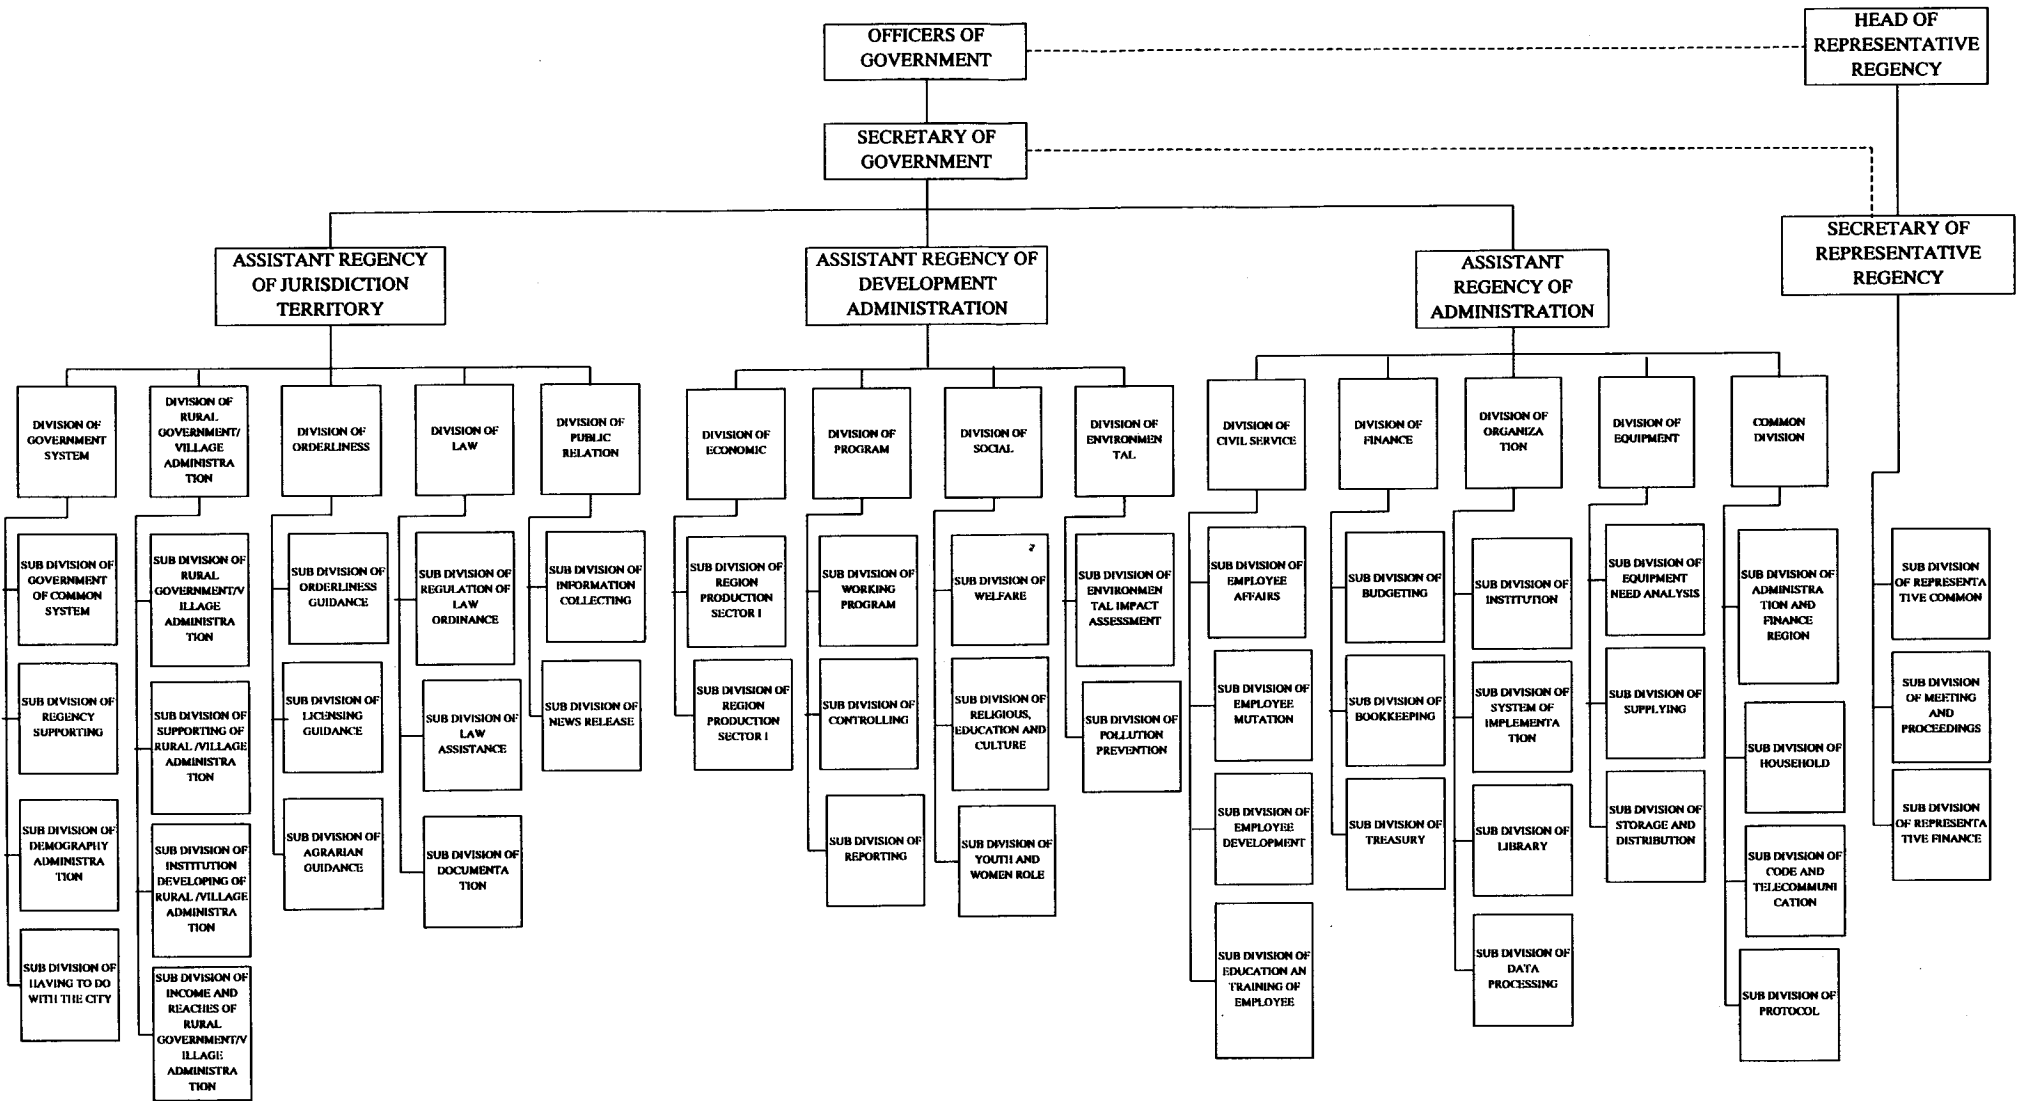 OFFICERS OF
GOVERNMENT
HEAD OF
REPRESENTATIVE
REGENCY
SECRETARY OF
GOVERNMENT
SECRETARY OF
REPRESENTATIVE
REGENCY
ASSISTANT REGENCY
OF JURISDICTION
TERRITORY
ASSISTANT REGENCY OF
DEVELOPMENT
ADMINISTRATION
ASSISTANT
REGENCY OF
ADMINISTRATION
DIVISION OF
GOVERNMENT
SYSTEM
DIVISION OF
RURAL
GOVERNMENT/
VILLAGE
ADMINISTRA
TION
DIVISION OF
ORDERLINESS
DIVISION OF
LAW
DIVISION OF
PUBLIC
RELATION
DIVISION OF
ECONOMIC
DIVISION OF
PROGRAM
DIVISION OF
SOCIAL
DIVISION OF
ENVIRONMEN
TAL
DIVISION OF
CIVIL SERVICE
DIVISION OF
FINANCE
DIVISION OF
ORGANIZA
TION
DIVISION OF
EQUIPMENT
COMMON
DIVISION
SUB DIVISION OF
GOVERNMENT
OF COMMON
SYSTEM
SUB DIVISION OF
REGENCY
SUPPORTING
SUB DIVISION OF
DEMOGRAPHY
ADMINISTRA
TION
SUB DIVISION OF
HAVING TO DO
WITH THE CITY
SUB DIVISION OF
RURAL
GOVERNMENT/V
ILLAGE
ADMINISTRA
TION
SUB DIVISION OF
SUPPORTING OF
RURAL /VILLAGE
ADMINISTRA
TION
SUB DIVISION OF
INSTITUTION
DEVELOPING OF
RURAL /VILLAGE
ADMINISTRA
TION
SUB DIVISION OF
INCOME AND
REACHES OF
RURAL
GOVERNMENT/V
ILLAGE
ADMINISTRA
TION
SUB DIVISION OF
ORDERLINESS
GUIDANCE
SUB DIVISION OF
LICENSING
GUIDANCE
SUB DIVISION OF
AGRARIAN
GUIDANCE
SUB DIVISION OF
REGULATION OF
LAW
ORDINANCE
SUB DIVISION OF
LAW
ASSISTANCE
SUB DIVISION OF
DOCUMENTA
TION
SUB DIVISION OF
INFORMATION
COLLECTING
SUB DIVISION OF
NEWS RELEASE
SUB DIVISION OF
REGION
PRODUCTION
SECTOR I
SUB DIVISION OF
REGION
PRODUCTION
SECTOR I
SUB DIVISION OF
WORKING
PROGRAM
SUB DIVISION OF
CONTROLLING
SUB DIVISION OF
REPORTING
SUB DIVISION OF
WELFARE
SUB DIVISION OF
RELIGIOUS,
EDUCATION AND
CULTURE
SUB DIVISION OF
YOUTH AND
WOMEN ROLE
SUB DIVISION OF
ENVIRONMEN
TAL IMPACT
ASSESSMENT
SUB DIVISION OF
POLLUTION
PREVENTION
SUB DIVISION OF
EMPLOYEE
AFFAIRS
SUB DIVISION OF
EMPLOYEE
MUTATION
SUB DIVISION OF
EMPLOYEE
DEVELOPMENT
SUB DIVISION OF
EDUCATION AN
TRAINING OF
EMPLOYEE
SUB DIVISION OF
BUDGETING
SUB DIVISION OF
BOOKKEEPING
SUB DIVISION OF
TREASURY
SUB DIVISION OF
INSTITUTION
SUB DIVISION OF
SYSTEM OF
IMPLEMENTA
TION
SUB DIVISION OF
LIBRARY
SUB DIVISION OF
DATA
PROCESSING
SUB DIVISION OF
EQUIPMENT
NEED ANALYSIS
SUB DIVISION OF
SUPPLYING
SUB DIVISION OF
STORAGE AND
DISTRIBUTION
SUB DIVISION OF
ADMINISTRA
TION AND
FINANCE
REGION
SUB DIVISION OF
HOUSEHOLD
SUB DIVISION OF
CODE AND
TELECOMMUNI
CATION
SUB DIVISION OF
PROTOCOL
SUB DIVISION
OF REPRESENTA
TIVE COMMON
SUB DIVISION
OF MEETING
AND
PROCEEDINGS
SUB DIVISION
OF REPRESENTA
TIVE FINANCE